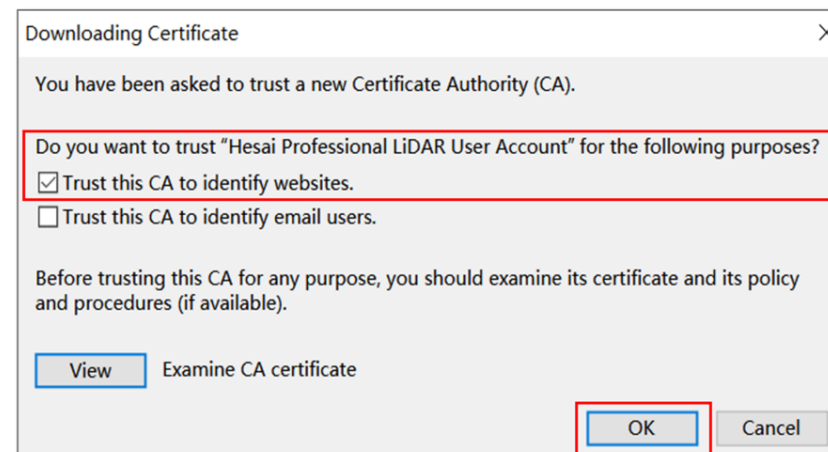 Downloading Certificate
You have been asked to trust a new Certificate Authority (CA).
Do you want to trust “Hesai Professional LiDAR User Account” for the following purposes?
Trust this CA to identify websites.
Trust this CA to identify email users.
Before trusting this CA for any purpose, you should examine its certificate and its policy
and procedures (if available).
View Examine CA certificate
OK Cancel